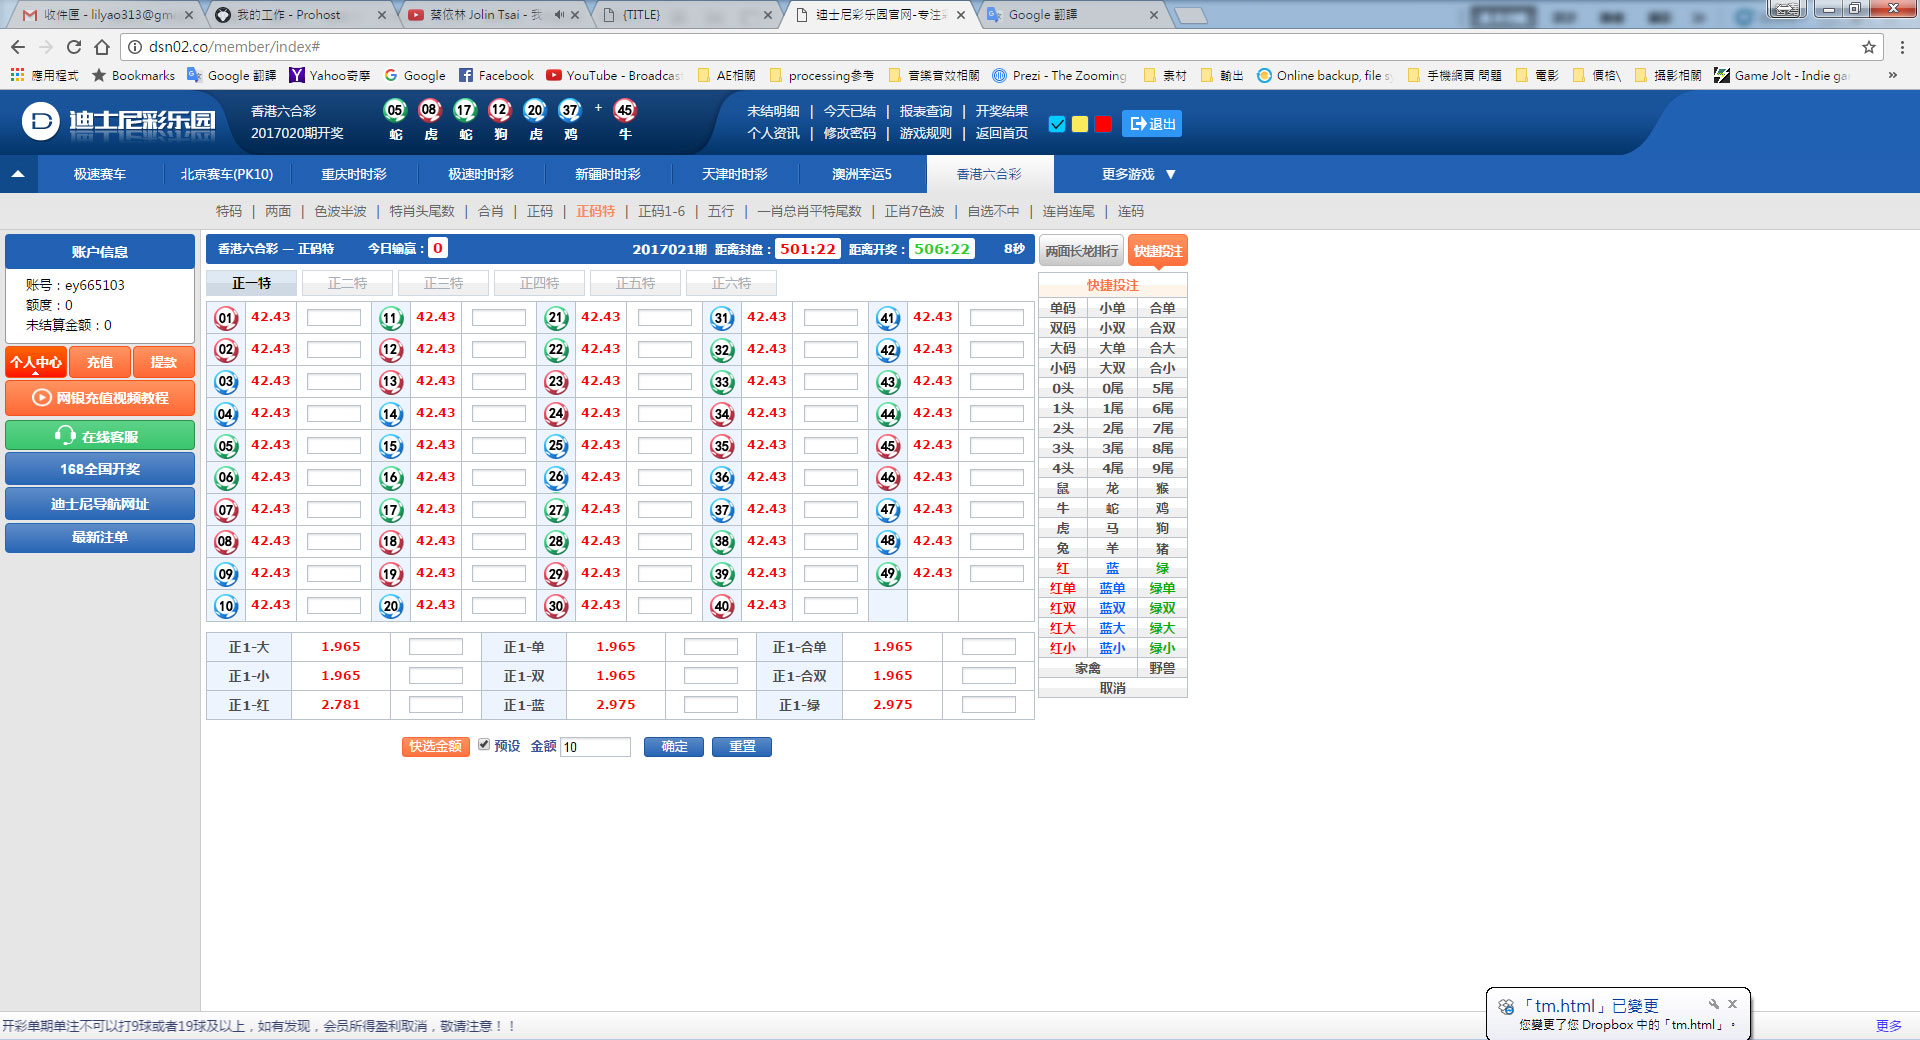 收件匣 - lilyao313@gm
我的工作 - Prohost
蔡依林 Jolin Tsai - 我
{TITLE}
迪士尼彩乐园官网-专注
Google 翻譯
dsn02.co/member/index#
應用程式 Bookmarks Google 翻譯 Yahoo奇摩 Google Facebook YouTube - Broadcast AE相關 processing參考 音樂音效相關 Prezi - The Zooming 素材 輸出 Online backup, file s 手機網頁 問題 電影 價格\ 攝影相關 Game Jolt - Indie ga »
迪士尼彩乐园
香港六合彩
2017020期开奖
05 08 17 12 20 37 + 45
蛇 虎 蛇 狗 虎 鸡 牛
未结明细 | 今天已结 | 报表查询 | 开奖结果
个人资讯 | 修改密码 | 游戏规则 | 返回首页
退出
极速赛车 北京赛车(PK10) 重庆时时彩 极速时时彩 新疆时时彩 天津时时彩 澳洲幸运5 香港六合彩 更多游戏 ▼
特码 | 两面 | 色波半波 | 特肖头尾数 | 合肖 | 正码 | 正码特 | 正码1-6 | 五行 | 一肖总肖平特尾数 | 正肖7色波 | 自选不中 | 连肖连尾 | 连码
账户信息
账号：ey665103
额度：0
未结算金额：0
个人中心 充值 提款
网银充值视频教程
在线客服
168全国开奖
迪士尼导航网址
最新注单
香港六合彩 — 正码特 今日输赢：0 2017021期 距离封盘：501:22 距离开奖：506:22 8秒
正一特 正二特 正三特 正四特 正五特 正六特
01 42.43 11 42.43 21 42.43 31 42.43 41 42.43
02 42.43 12 42.43 22 42.43 32 42.43 42 42.43
03 42.43 13 42.43 23 42.43 33 42.43 43 42.43
04 42.43 14 42.43 24 42.43 34 42.43 44 42.43
05 42.43 15 42.43 25 42.43 35 42.43 45 42.43
06 42.43 16 42.43 26 42.43 36 42.43 46 42.43
07 42.43 17 42.43 27 42.43 37 42.43 47 42.43
08 42.43 18 42.43 28 42.43 38 42.43 48 42.43
09 42.43 19 42.43 29 42.43 39 42.43 49 42.43
10 42.43 20 42.43 30 42.43 40 42.43
正1-大 1.965 正1-单 1.965 正1-合单 1.965
正1-小 1.965 正1-双 1.965 正1-合双 1.965
正1-红 2.781 正1-蓝 2.975 正1-绿 2.975
快选金额 预设 金额 10 确定 重置
两面长龙排行 快捷投注
快捷投注
单码 小单 合单
双码 小双 合双
大码 大单 合大
小码 大双 合小
0头 0尾 5尾
1头 1尾 6尾
2头 2尾 7尾
3头 3尾 8尾
4头 4尾 9尾
鼠 龙 猴
牛 蛇 鸡
虎 马 狗
兔 羊 猪
红 蓝 绿
红单 蓝单 绿单
红双 蓝双 绿双
红大 蓝大 绿大
红小 蓝小 绿小
家禽 野兽
取消
「tm.html」已變更
您變更了您 Dropbox 中的「tm.html」。
开彩单期单注不可以打9球或者19球及以上，如有发现，会员所得盈利取消，敬请注意！！
更多